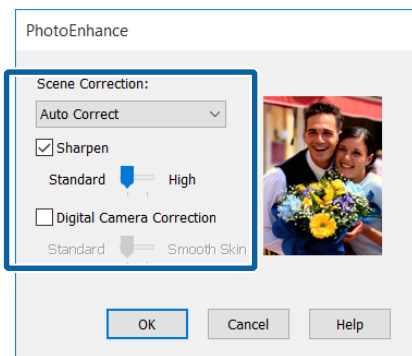 PhotoEnhance
Scene Correction:
Auto Correct
Sharpen
Standard High
Digital Camera Correction
Standard Smooth Skin
OK Cancel Help